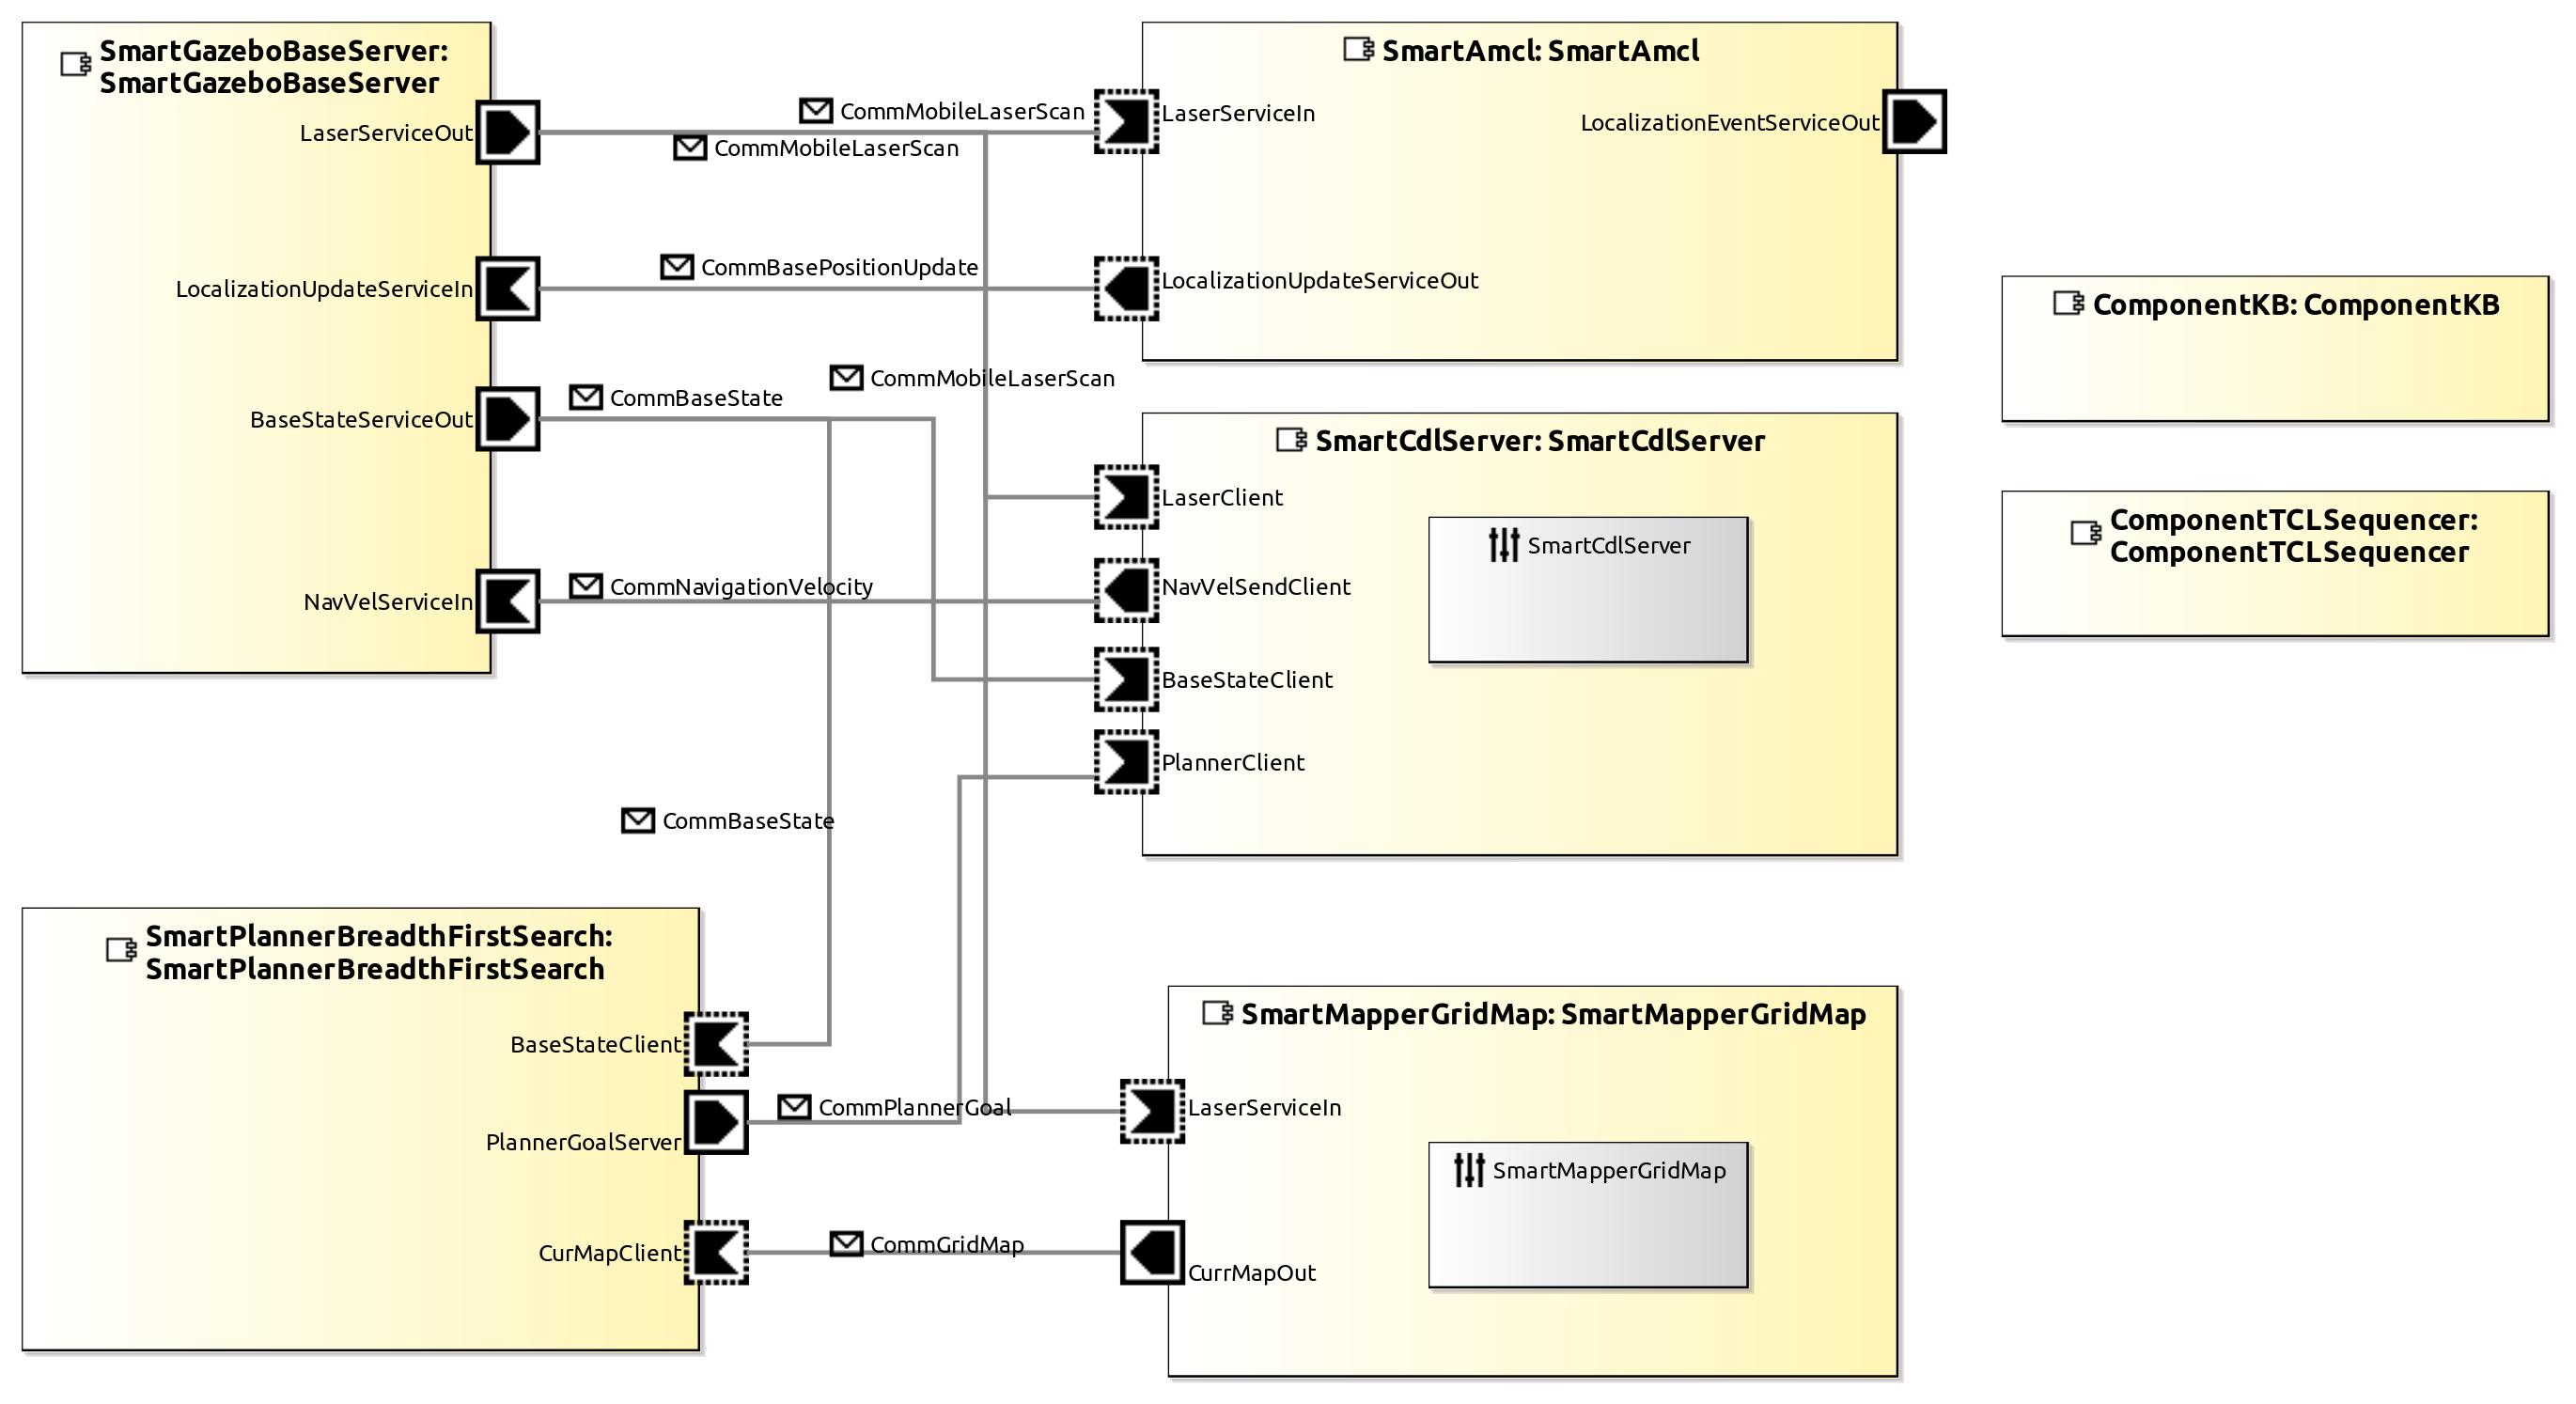 SmartGazeboBaseServer:
SmartGazeboBaseServer
LaserServiceOut
LocalizationUpdateServiceIn
BaseStateServiceOut
NavVelServiceIn
CommMobileLaserScan
CommMobileLaserScan
CommBasePositionUpdate
CommMobileLaserScan
CommBaseState
CommNavigationVelocity
CommBaseState
SmartAmcl: SmartAmcl
LaserServiceIn
LocalizationEventServiceOut
LocalizationUpdateServiceOut
SmartCdlServer: SmartCdlServer
LaserClient
NavVelSendClient
BaseStateClient
PlannerClient
SmartCdlServer
ComponentKB: ComponentKB
ComponentTCLSequencer:
ComponentTCLSequencer
SmartPlannerBreadthFirstSearch:
SmartPlannerBreadthFirstSearch
BaseStateClient
PlannerGoalServer
CurMapClient
CommPlannerGoal
CommGridMap
SmartMapperGridMap: SmartMapperGridMap
LaserServiceIn
CurrMapOut
SmartMapperGridMap